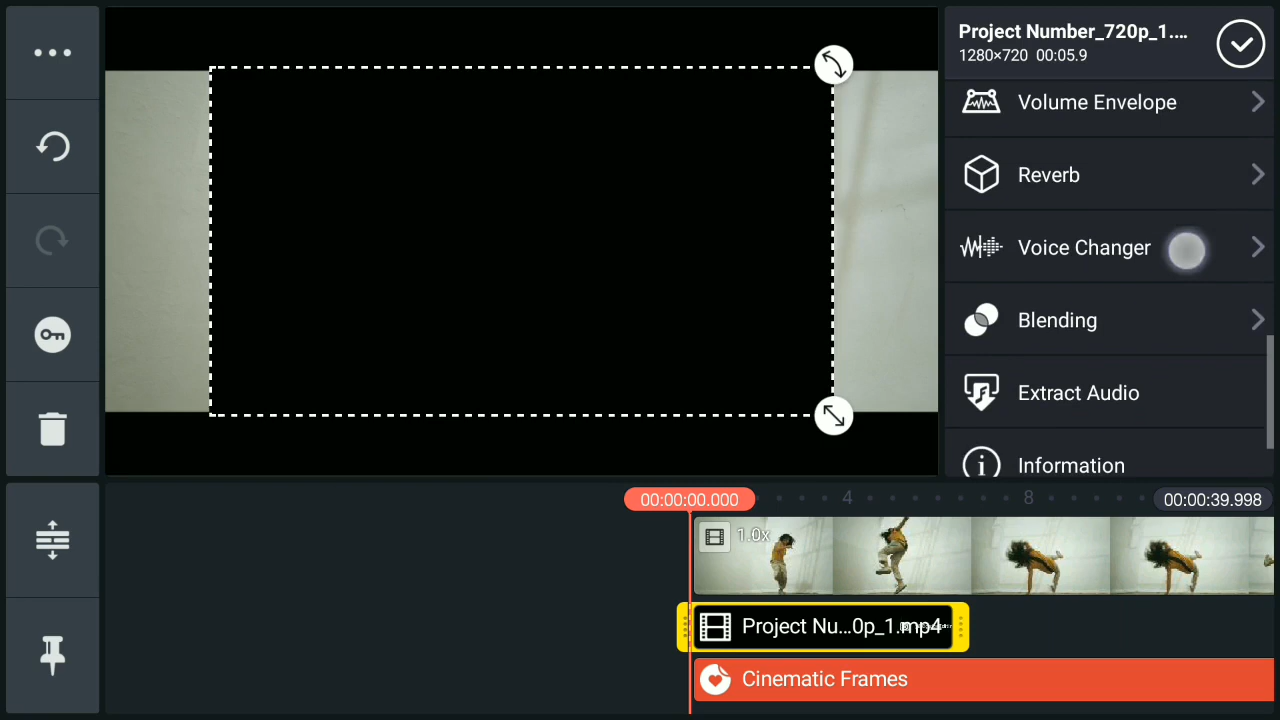 Project Number_720p_1....
1280×720 00:05.9
Volume Envelope
Reverb
Voice Changer
Blending
Extract Audio
Information
00:00:00.000
4
8
00:00:39.998
1.0x
Project Nu...0p_1.mp4
Cinematic Frames